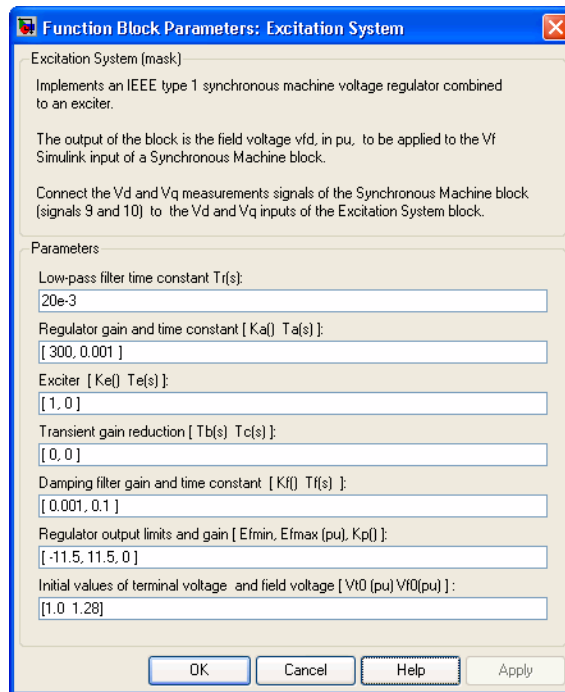 Function Block Parameters: Excitation System
Excitation System (mask)
Implements an IEEE type 1 synchronous machine voltage regulator combined
to an exciter.
The output of the block is the field voltage vfd, in pu, to be applied to the Vf
Simulink input of a Synchronous Machine block.
Connect the Vd and Vq measurements signals of the Synchronous Machine block
(signals 9 and 10) to the Vd and Vq inputs of the Excitation System block.
Parameters
Low-pass filter time constant Tr(s):
20e-3
Regulator gain and time constant [ Ka() Ta(s) ]:
[ 300, 0.001 ]
Exciter [ Ke() Te(s) ]:
[ 1, 0 ]
Transient gain reduction [ Tb(s) Tc(s) ]:
[ 0, 0 ]
Damping filter gain and time constant [ Kf() Tf(s) ]:
[ 0.001, 0.1 ]
Regulator output limits and gain [ Efmin, Efmax (pu), Kp() ]:
[ -11.5, 11.5, 0 ]
Initial values of terminal voltage and field voltage [ Vt0 (pu) Vf0(pu) ] :
[1.0 1.28]
OK Cancel Help Apply